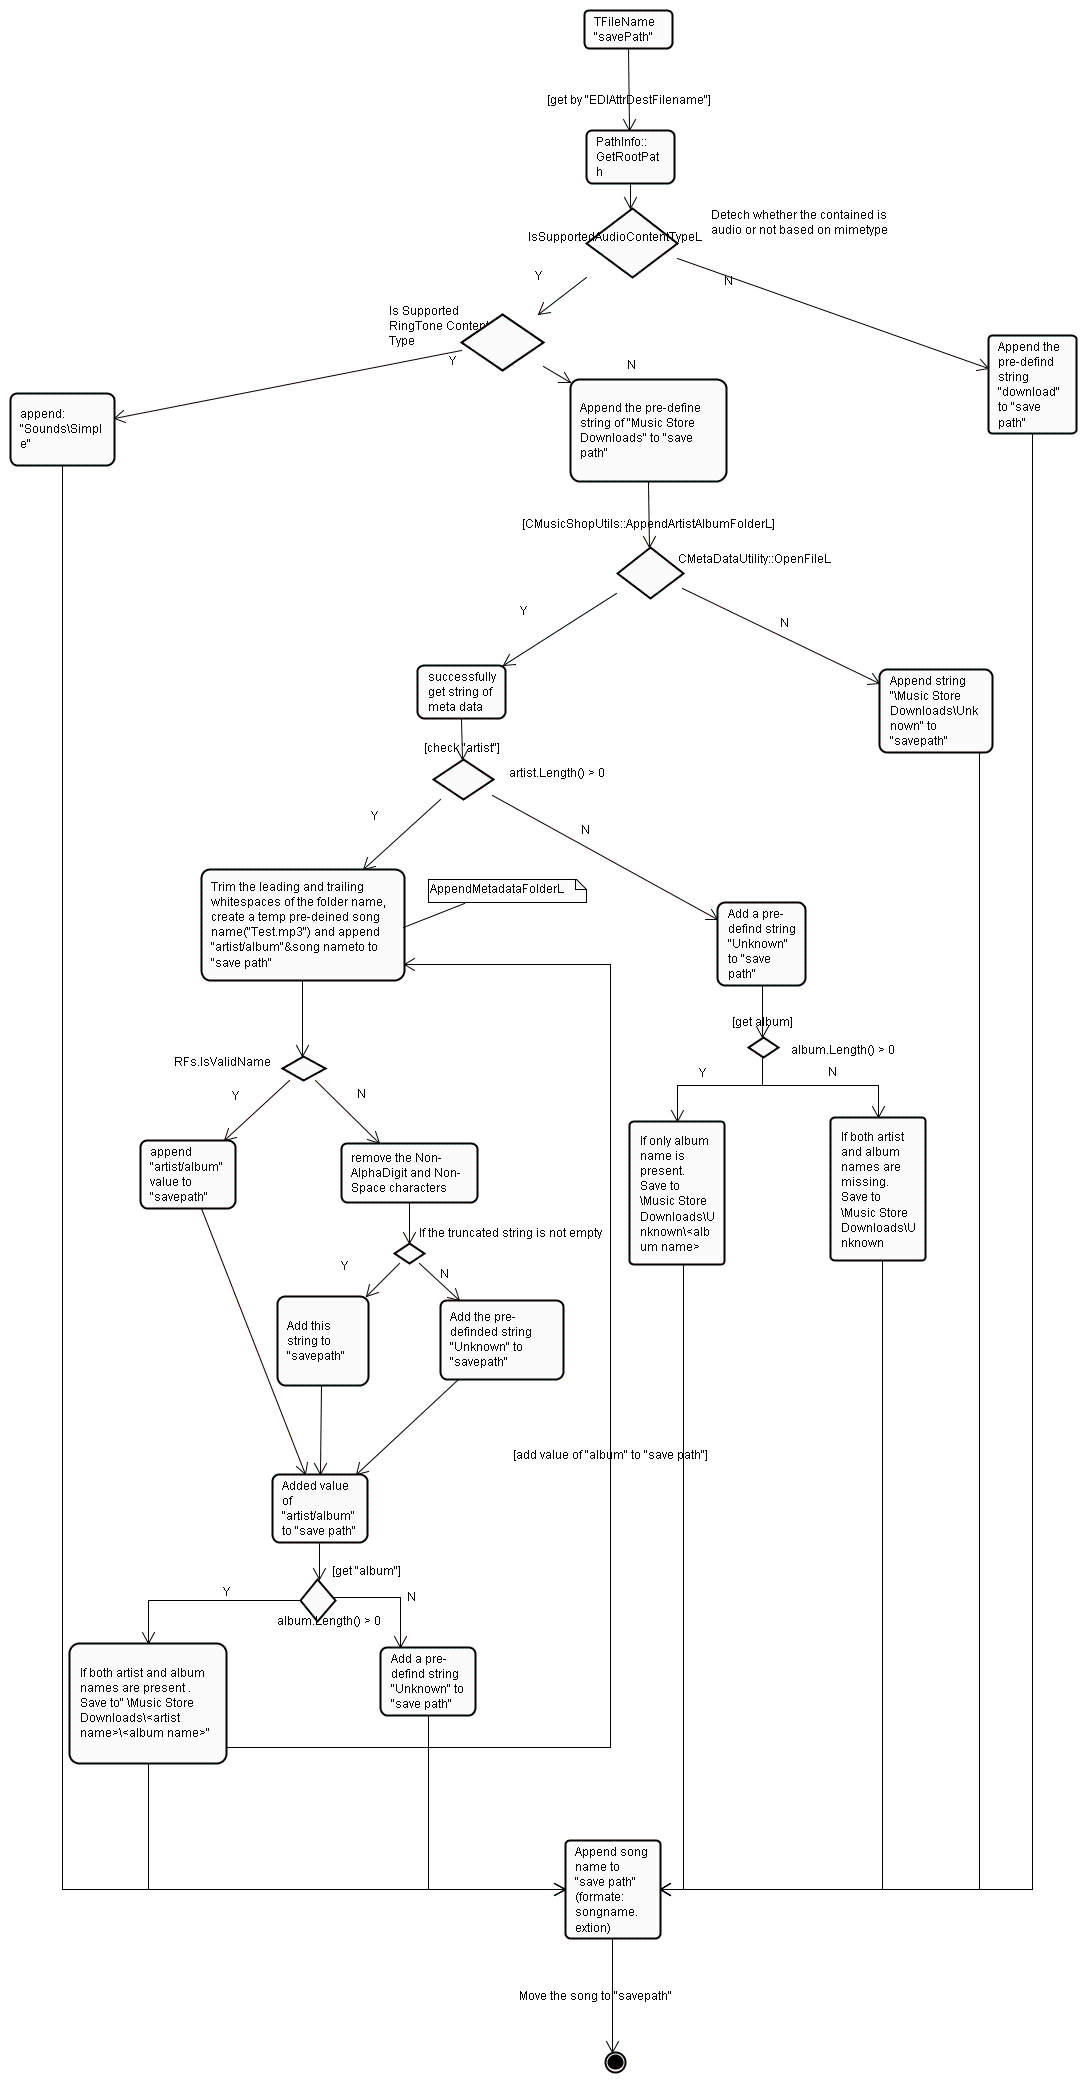 TFileName
"savePath"
[get by "EDIAttrDestFilename"]
PathInfo::
GetRootPat
h
Detech whether the contained is
audio or not based on mimetype
IsSupportedAudioContentTypeL
Y
N
Is Supported
RingTone Content
Type
Y
N
Append the
pre-defind
string
"download"
to "save
path"
append:
"Sounds\Simpl
e"
Append the pre-define
string of "Music Store
Downloads" to "save
path"
[CMusicShopUtils::AppendArtistAlbumFolderL]
CMetaDataUtility::OpenFileL
Y
N
successfully
get string of
meta data
Append string
"\Music Store
Downloads\Unk
nown" to
"savepath"
[check "artist"]
artist.Length() > 0
Y
N
Trim the leading and trailing
whitespaces of the folder name,
create a temp pre-deined song
name("Test.mp3") and append
"artist/album"&song nameto to
"save path"
AppendMetadataFolderL
Add a pre-
defind string
"Unknown"
to "save
path"
[get album]
album.Length() > 0
RFs.IsValidName
Y
N
Y
N
append
"artist/album"
value to
"savepath"
remove the Non-
AlphaDigit and Non-
Space characters
If only album
name is
present.
Save to
\Music Store
Downloads\U
nknown\<alb
um name>
If both artist
and album
names are
missing.
Save to
\Music Store
Downloads\U
nknown
If the truncated string is not empty
Y
N
Add this
string to
"savepath"
Add the pre-
definded string
"Unknown" to
"savepath"
[add value of "album" to "save path"]
Added value
of
"artist/album"
to "save path"
[get "album"]
Y
N
album.Length() > 0
If both artist and album
names are present .
Save to" \Music Store
Downloads\<artist
name>\<album name>"
Add a pre-
defind string
"Unknown" to
"save path"
Append song
name to
"save path"
(formate:
songname.
extion)
Move the song to "savepath"